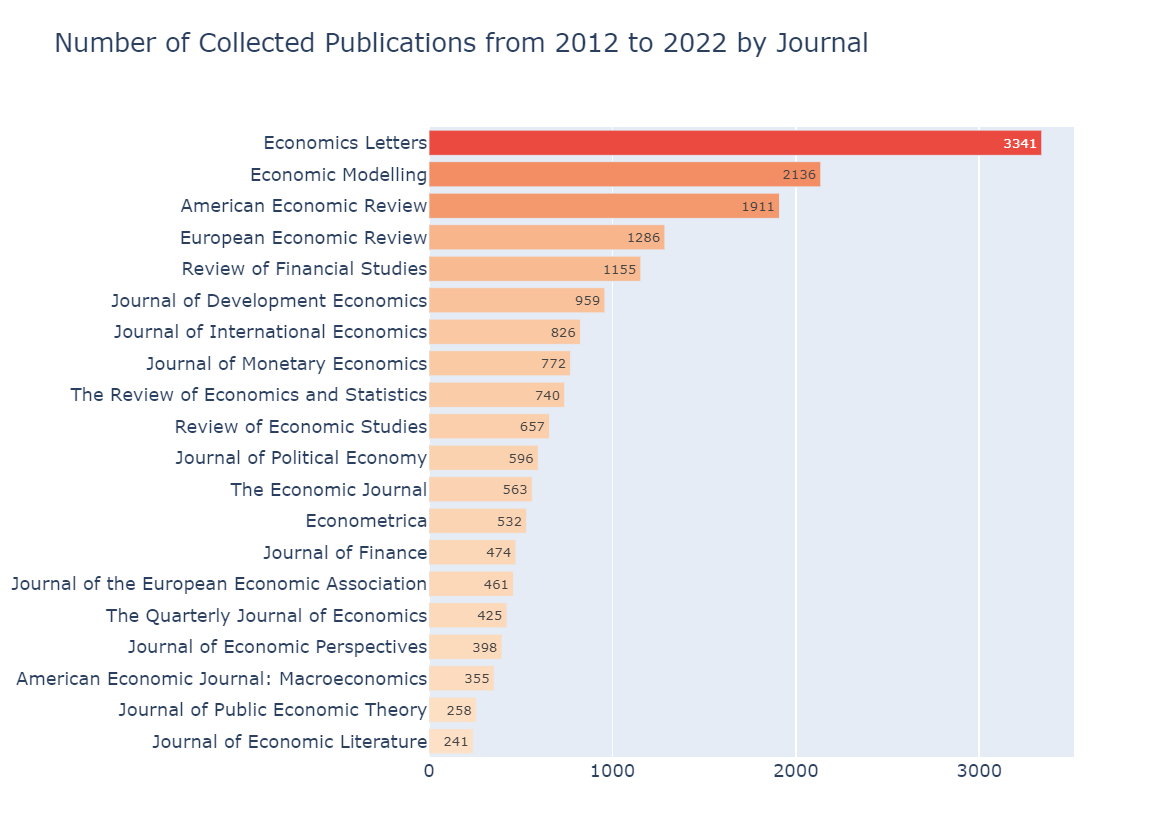 Number of Collected Publications from 2012 to 2022 by Journal
Economics Letters 3341
Economic Modelling 2136
American Economic Review 1911
European Economic Review 1286
Review of Financial Studies 1155
Journal of Development Economics 959
Journal of International Economics 826
Journal of Monetary Economics 772
The Review of Economics and Statistics 740
Review of Economic Studies 657
Journal of Political Economy 596
The Economic Journal 563
Econometrica 532
Journal of Finance 474
Journal of the European Economic Association 461
The Quarterly Journal of Economics 425
Journal of Economic Perspectives 398
American Economic Journal: Macroeconomics 355
Journal of Public Economic Theory 258
Journal of Economic Literature 241
0 1000 2000 3000